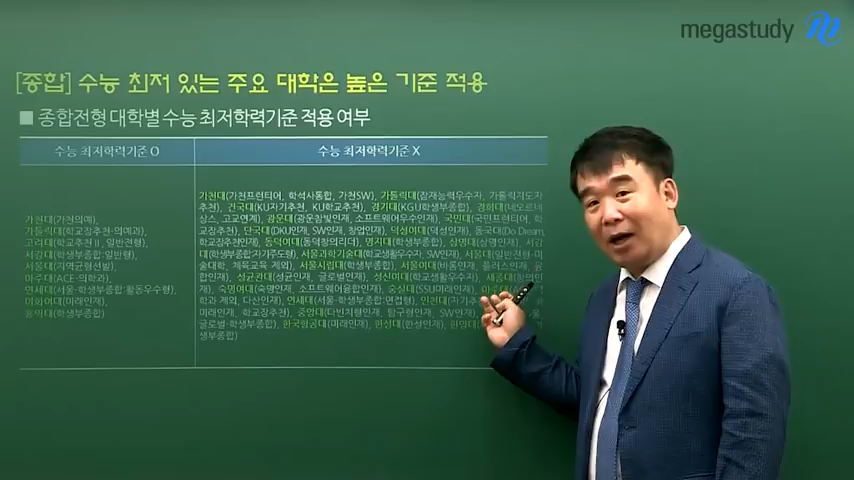 megastudy
[종합] 수능 최저 있는 주요 대학은 높은 기준 적용
■ 종합전형 대학별 수능 최저학력기준 적용 여부
수능 최저학력기준 O
수능 최저학력기준 X
가천대(가천의예),
가톨릭대(학교장추천-의예과)
고려대(학교추천Ⅱ, 일반전형)
서강대(학생부종합:일반형)
서울대(지역균형선발)
아주대(ACE-의학과)
연세대(서울-학생부종합:활동우수형),
이화여대(미래인재)
홍익대(학생부종합)
가천대(가천프런티어, 학석사통합, 가천SW), 가톨릭대(잠재능력우수자, 가톨릭지도자
추천), 건국대(KU자기추천, KU학교추천), 경기대(KGU학생부종합), 경희대(네오르네
상스, 고교연계), 광운대(광운참빛인재, 소프트웨어우수인재), 국민대(국민프런티어, 학
교장추천), 단국대(DKU인재, SW인재, 창업인재), 덕성여대(덕성인재), 동국대(Do Dream,
학교장추천인재), 동덕여대(동덕창의리더), 명지대(학생부종합), 상명대(상명인재), 서강
대(학생부종합:자기주도형), 서울과학기술대(학교생활우수자, SW인재), 서울대(일반전형-미
술대학, 체육교육 제외), 서울시립대(학생부종합), 서울여대(바롬인재, 플러스인재, 융
합인재), 성균관대(성균인재, 글로벌인재), 성신여대(학교생활우수자), 세종대(창의인
재), 숙명여대(숙명인재, 소프트웨어융합인재), 숭실대(SSU미래인재), 아주대(
학과 제외, 다산인재), 연세대(서울-학생부종합:면접형), 인천대(자기추
미래인재, 학교장추천), 중앙대(다빈치형인재, 탐구형인재, SW인재)
글로벌-학생부종합), 한국항공대(미래인재), 한성대(한성인재), 한양대
생부종합)